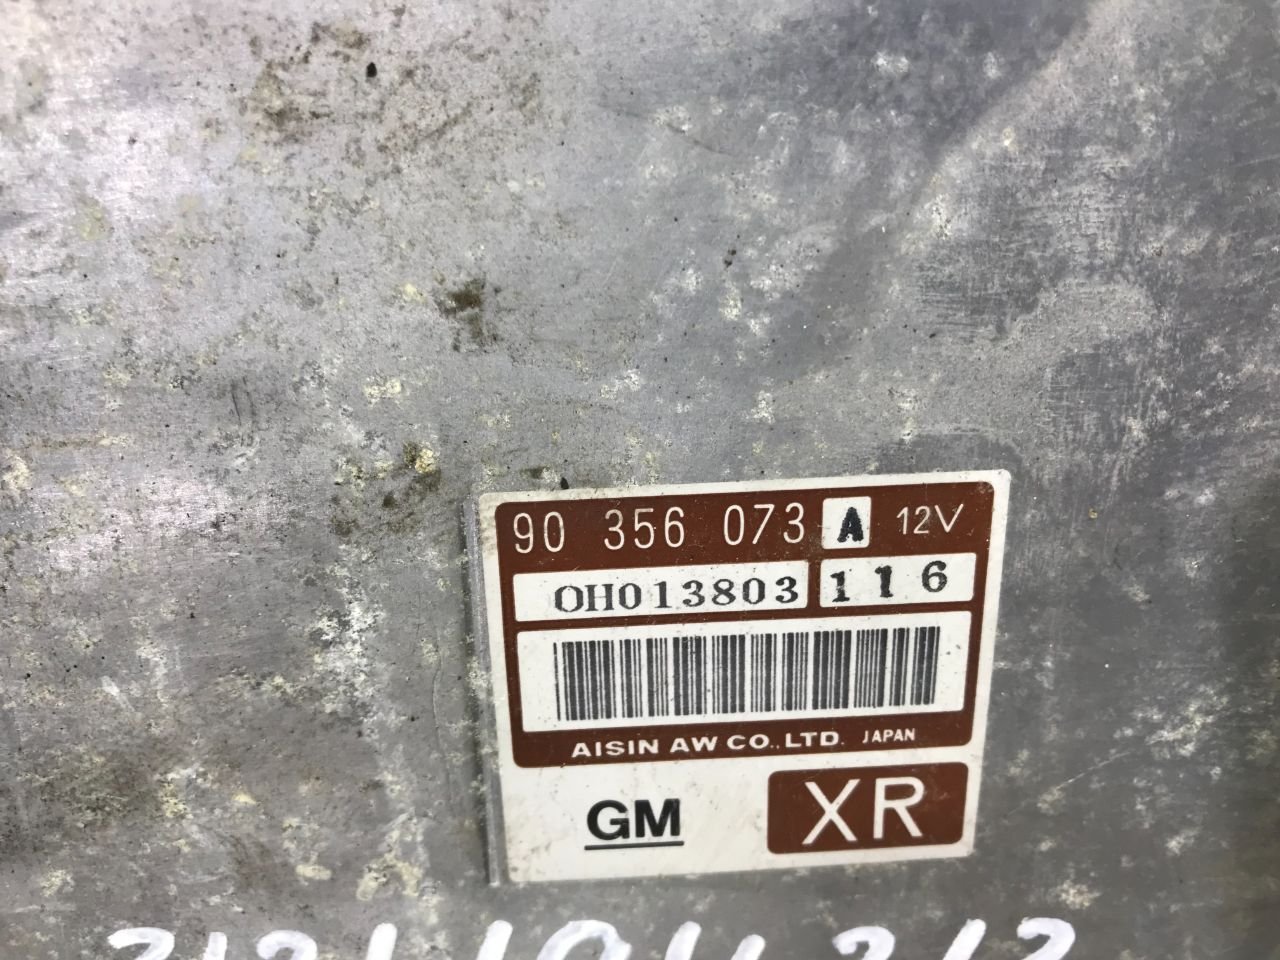 90 356 073 A 12V
OH013803 116
AISIN AW CO.,LTD. JAPAN
GM XR